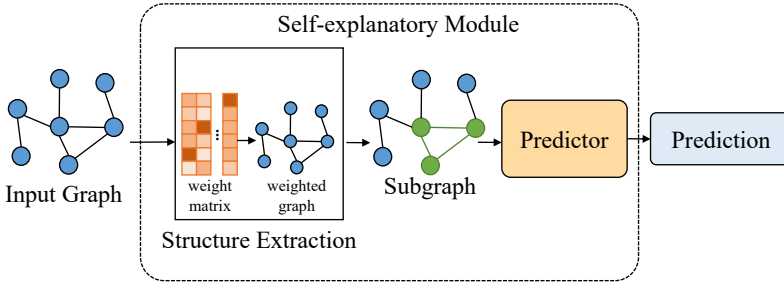 Self-explanatory Module
Input Graph
weight
matrix
weighted
graph
Structure Extraction
Subgraph
Predictor
Prediction